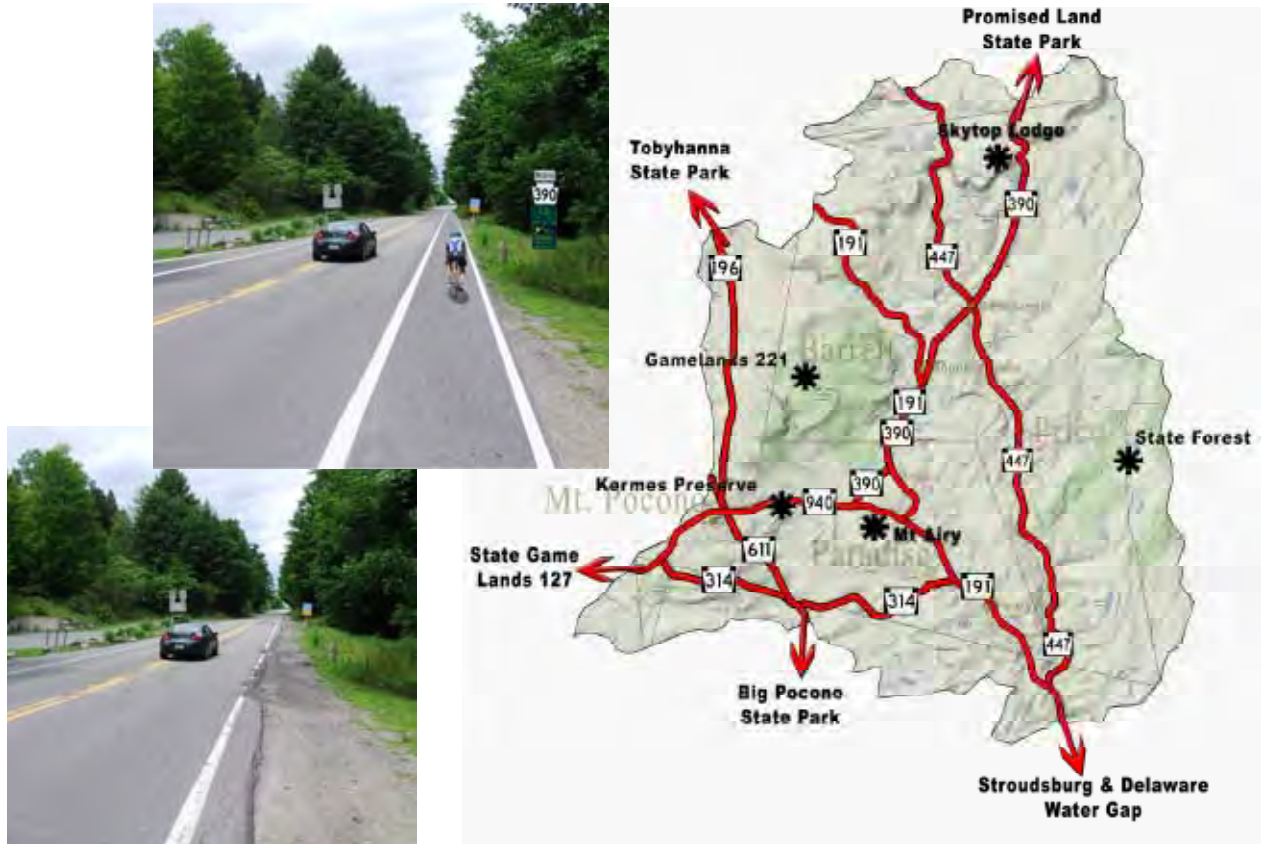 390
Promised Land
State Park
Skytop Lodge
Tobyhanna
State Park
390
191
447
196
Gamelands 221
Barrett
191
390
State Forest
447
Kermes Preserve
390
940
Mt. Pocono
Mt Airy
611
Paradise
State Game
Lands 127
314
191
314
447
Big Pocono
State Park
Stroudsburg & Delaware
Water Gap